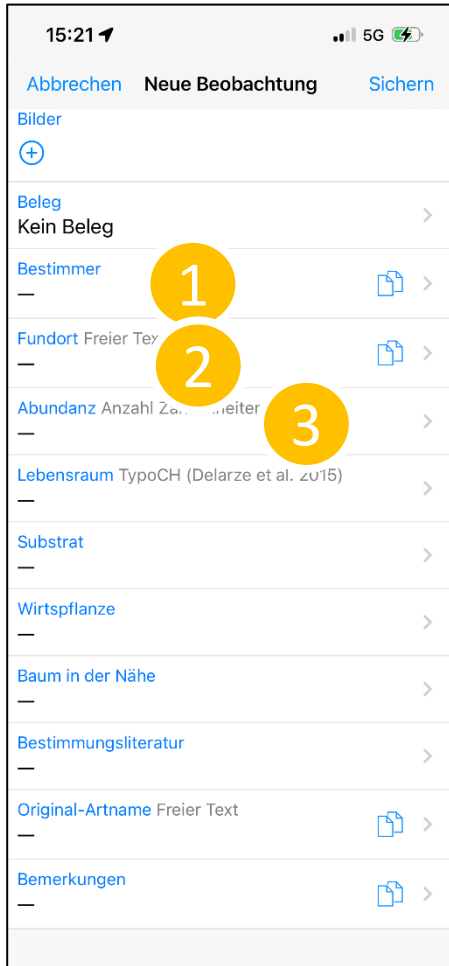 15:21 5G
Abbrechen Neue Beobachtung Sichern
Bilder
Beleg
Kein Beleg
Bestimmer
—
1
Fundort Freier
—
2
Abundanz Anzahl
—
3
Lebensraum TypoCH (Delarze et al. 2015)
—
Substrat
—
Wirtspflanze
—
Baum in der Nähe
—
Bestimmungsliteratur
—
Original-Artname Freier Text
—
Bemerkungen
—